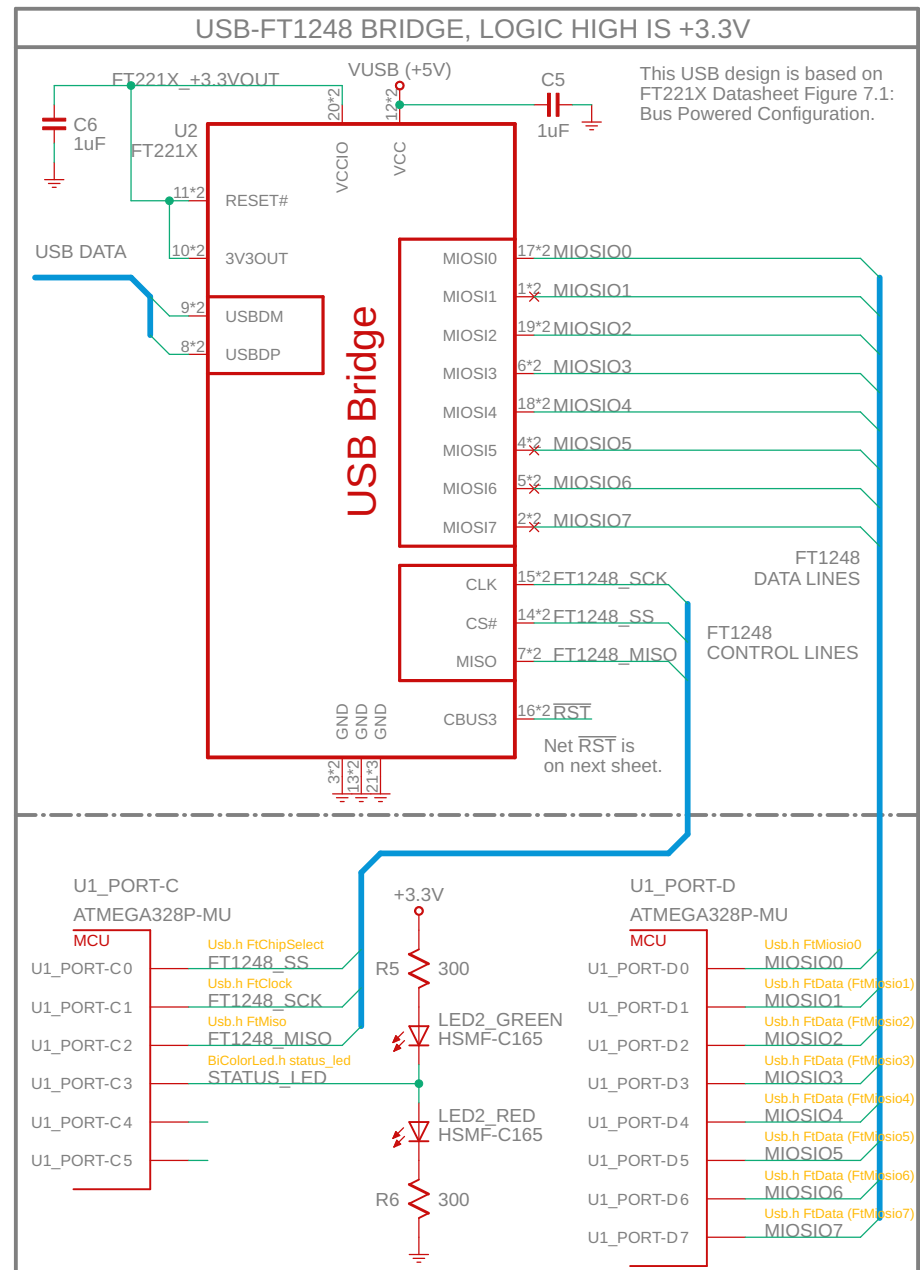 USB-FT1248 BRIDGE, LOGIC HIGH IS +3.3V
FT221X_+3.3VOUT
VUSB (+5V)
C5
1uF
This USB design is based on
FT221X Datasheet Figure 7.1:
Bus Powered Configuration.
C6
1uF
U2
FT221X
20*2
12*2
VCCIO
VCC
11*2
RESET#
10*2
3V3OUT
USB DATA
9*2
USBDM
8*2
USBDP
USB Bridge
MIOSI0
17*2
MIOSIO0
MIOSI1
1*2
MIOSIO1
MIOSI2
19*2
MIOSIO2
MIOSI3
6*2
MIOSIO3
MIOSI4
18*2
MIOSIO4
MIOSI5
4*2
MIOSIO5
MIOSI6
5*2
MIOSIO6
MIOSI7
2*2
MIOSIO7
FT1248
DATA LINES
CLK
15*2
FT1248_SCK
CS#
14*2
FT1248_SS
MISO
7*2
FT1248_MISO
FT1248
CONTROL LINES
CBUS3
16*2
RST
Net RST is
on next sheet.
GND
GND
GND
3*2
13*2
21*3
U1_PORT-C
ATMEGA328P-MU
MCU
U1_PORT-C0
Usb.h FtChipSelect
FT1248_SS
U1_PORT-C1
Usb.h FtClock
FT1248_SCK
U1_PORT-C2
Usb.h FtMiso
FT1248_MISO
U1_PORT-C3
BiColorLed.h status_led
STATUS_LED
U1_PORT-C4
U1_PORT-C5
+3.3V
R5
300
LED2_GREEN
HSMF-C165
LED2_RED
HSMF-C165
R6
300
U1_PORT-D
ATMEGA328P-MU
MCU
U1_PORT-D0
Usb.h FtMiosio0
MIOSIO0
U1_PORT-D1
Usb.h FtData (FtMiosio1)
MIOSIO1
U1_PORT-D2
Usb.h FtData (FtMiosio2)
MIOSIO2
U1_PORT-D3
Usb.h FtData (FtMiosio3)
MIOSIO3
U1_PORT-D4
Usb.h FtData (FtMiosio4)
MIOSIO4
U1_PORT-D5
Usb.h FtData (FtMiosio5)
MIOSIO5
U1_PORT-D6
Usb.h FtData (FtMiosio6)
MIOSIO6
U1_PORT-D7
Usb.h FtData (FtMiosio7)
MIOSIO7